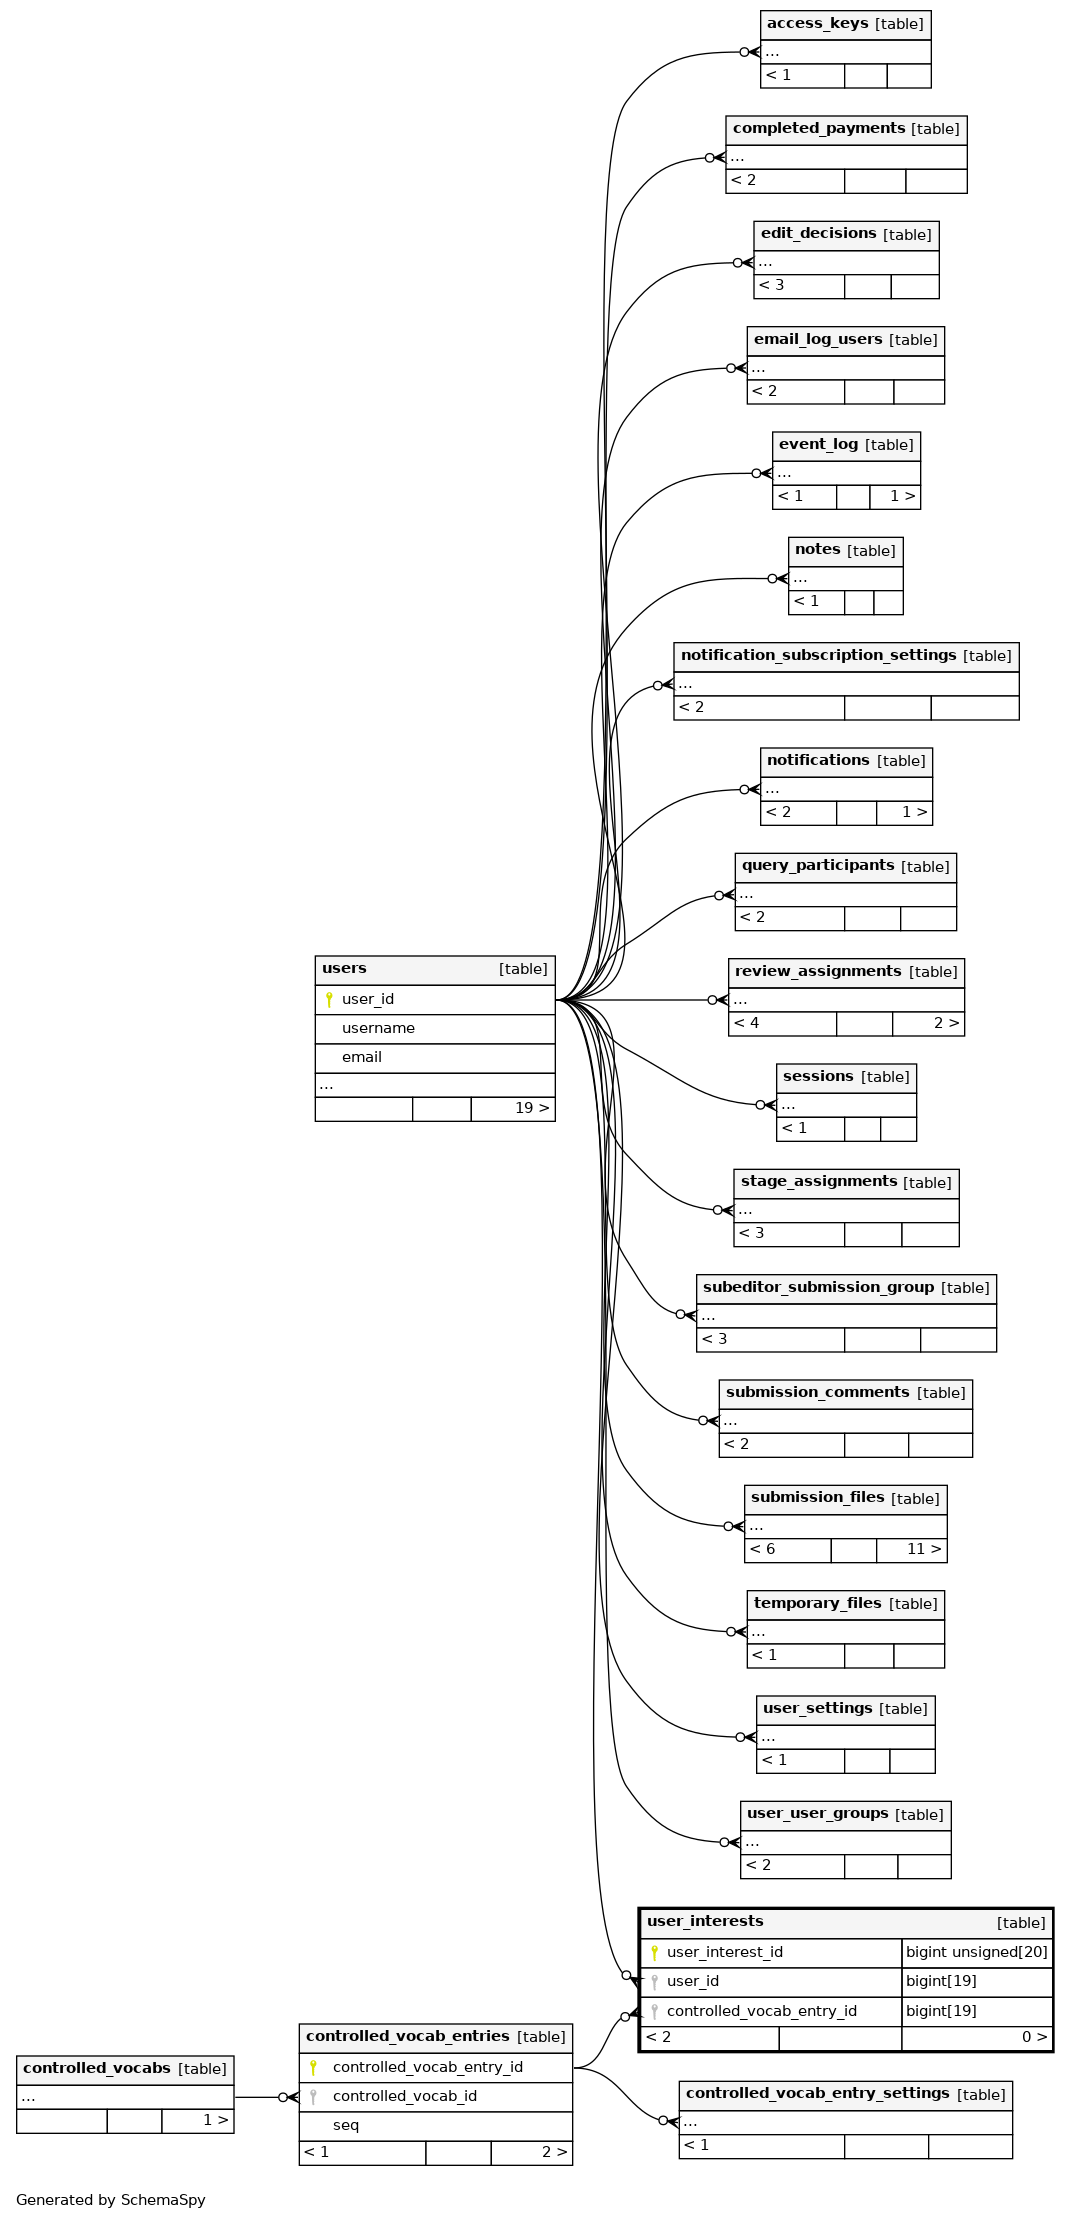 access_keys [table]
...
< 1
completed_payments [table]
...
< 2
edit_decisions [table]
...
< 3
email_log_users [table]
...
< 2
event_log [table]
...
< 1 1 >
notes [table]
...
< 1
notification_subscription_settings [table]
...
< 2
notifications [table]
...
< 2 1 >
query_participants [table]
...
< 2
users [table]
user_id
username
email
...
19 >
review_assignments [table]
...
< 4 2 >
sessions [table]
...
< 1
stage_assignments [table]
...
< 3
subeditor_submission_group [table]
...
< 3
submission_comments [table]
...
< 2
submission_files [table]
...
< 6 11 >
temporary_files [table]
...
< 1
user_settings [table]
...
< 1
user_user_groups [table]
...
< 2
user_interests [table]
user_interest_id bigint unsigned[20]
user_id bigint[19]
controlled_vocab_entry_id bigint[19]
< 2 0 >
controlled_vocabs [table]
...
1 >
controlled_vocab_entries [table]
controlled_vocab_entry_id
controlled_vocab_id
seq
< 1 2 >
controlled_vocab_entry_settings [table]
...
< 1
Generated by SchemaSpy